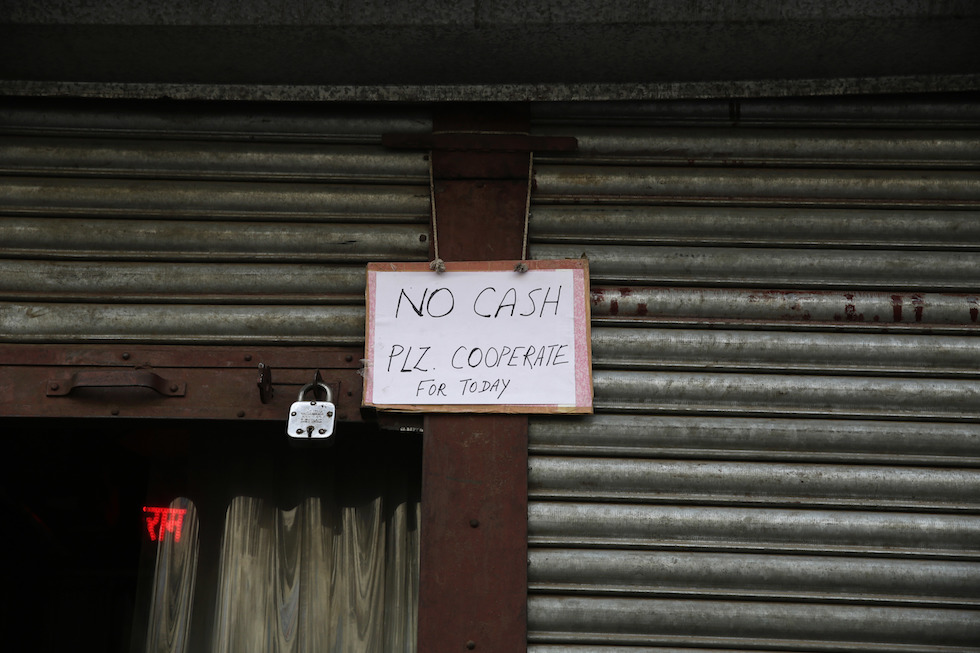 NO CASH
PLZ. COOPERATE
FOR TODAY
राम